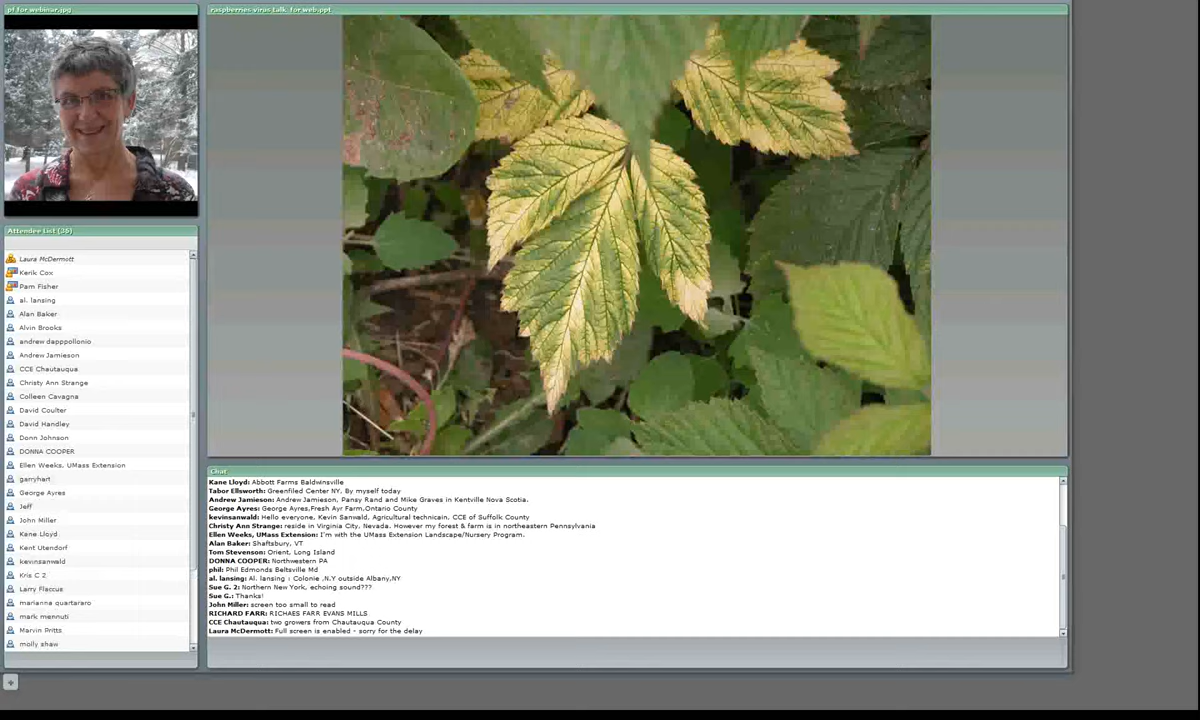 pf for webinar.jpg
raspberries virus talk for web.ppt
Attendee List (36)
Laura McDermott
Kerik Cox
Pam Fisher
al. lansing
Alan Baker
Alvin Brooks
andrew dapppollonio
Andrew Jamieson
CCE Chautauqua
Christy Ann Strange
Colleen Cavagna
David Coulter
David Handley
Donn Johnson
DONNA COOPER
Ellen Weeks, UMass Extension
garryhart
George Ayres
Jeff
John Miller
Kane Lloyd
Kent Utendorf
kevinsanwald
Kris C 2
Larry Flaccus
marianna quartararo
mark mennuti
Marvin Pritts
molly shaw
Chat
Kane Lloyd: Abbott Farms Baldwinsville
Tabor Ellsworth: Greenfiled Center NY, By myself today
Andrew Jamieson: Andrew Jamieson, Pansy Rand and Mike Graves in Kentville Nova Scotia.
George Ayres: George Ayres,Fresh Ayr Farm,Ontario County
kevinsanwald: Hello everyone, Kevin Sanwald, Agricultural technicain, CCE of Suffolk County
Christy Ann Strange: reside in Virginia City, Nevada. However my forest & farm is in northeastern Pennsylvania
Ellen Weeks, UMass Extension: I'm with the UMass Extension Landscape/Nursery Program.
Alan Baker: Shaftsbury, VT
Tom Stevenson: Orient, Long Island
DONNA COOPER: Northwestern PA
phil: Phil Edmonds Beltsville Md
al. lansing: Al. lansing : Colonie ,N.Y outside Albany,NY
Sue G. 2: Northern New York, echoing sound???
Sue G.: Thanks!
John Miller: screen too small to read
RICHARD FARR: RICHAES FARR EVANS MILLS
CCE Chautauqua: two growers from Chautauqua County
Laura McDermott: Full screen is enabled - sorry for the delay